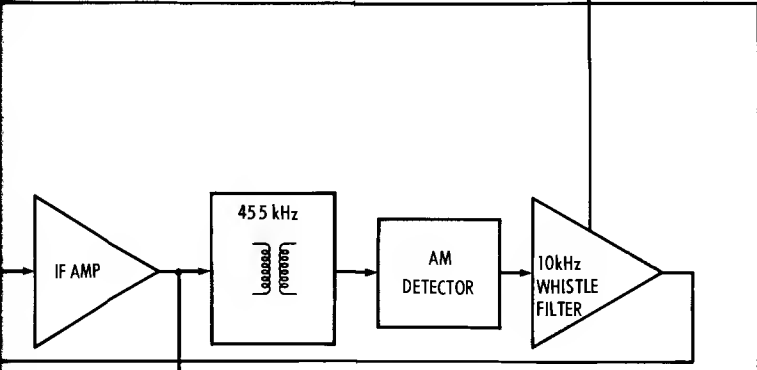 IF AMP
455 kHz
AM
DETECTOR
10kHz
WHISTLE
FILTER